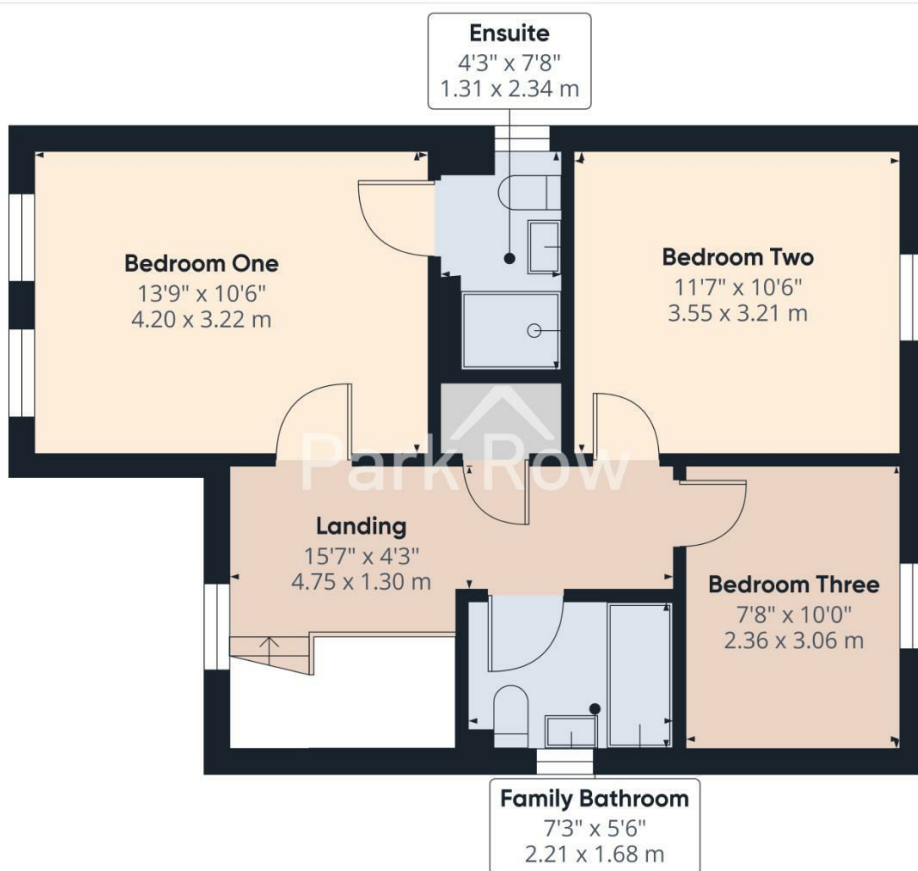 Ensuite
4'3" x 7'8"
1.31 x 2.34 m
Bedroom One
13'9" x 10'6"
4.20 x 3.22 m
Bedroom Two
11'7" x 10'6"
3.55 x 3.21 m
Park Row
Landing
15'7" x 4'3"
4.75 x 1.30 m
Bedroom Three
7'8" x 10'0"
2.36 x 3.06 m
Family Bathroom
7'3" x 5'6"
2.21 x 1.68 m